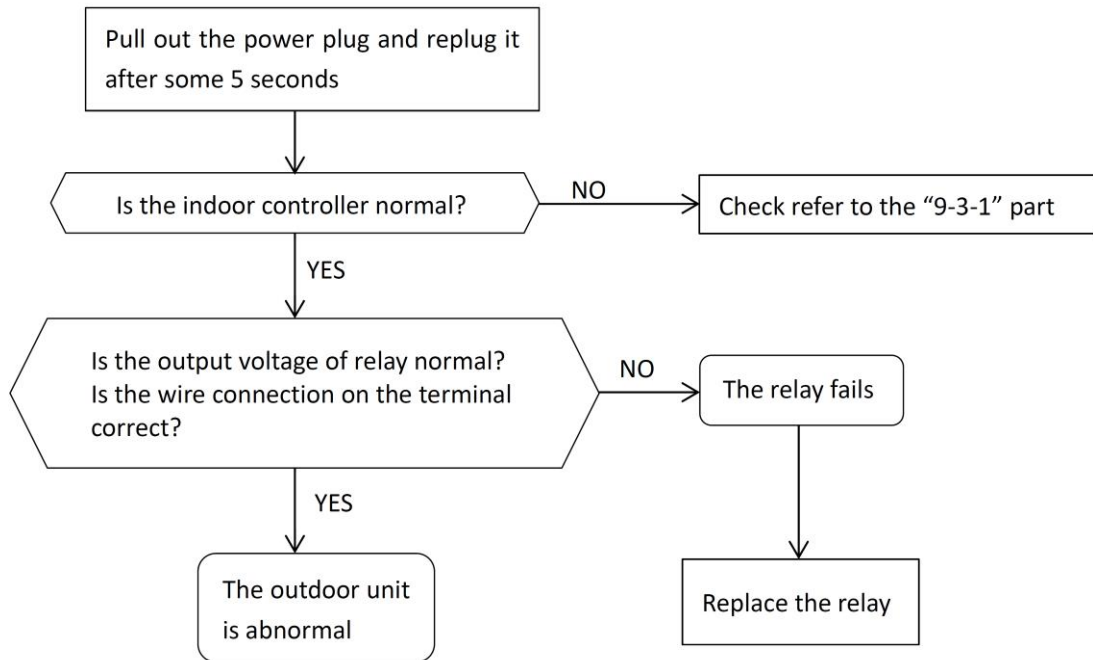 Pull out the power plug and replug it
after some 5 seconds
Is the indoor controller normal?
NO
Check refer to the “9-3-1” part
YES
Is the output voltage of relay normal?
Is the wire connection on the terminal
correct?
NO
The relay fails
YES
The outdoor unit
is abnormal
Replace the relay